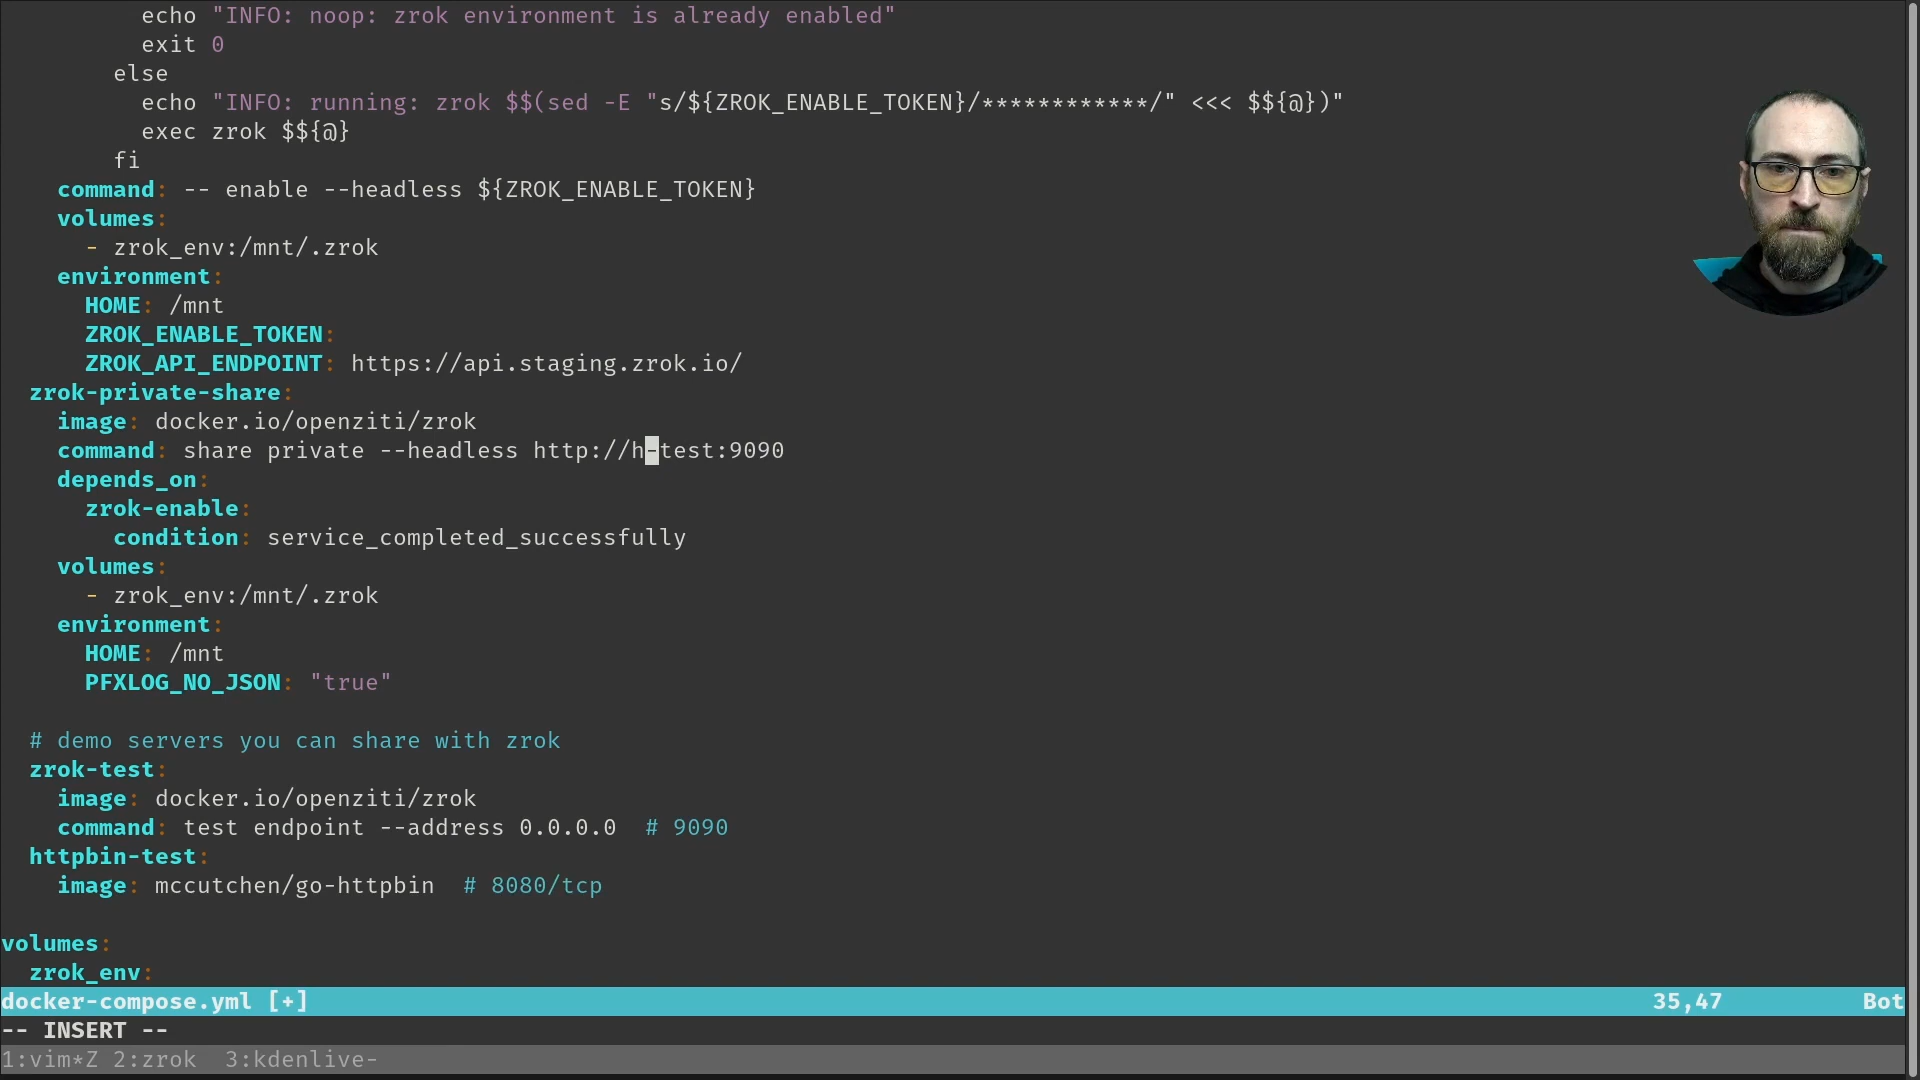 echo "INFO: noop: zrok environment is already enabled"
exit 0
else
echo "INFO: running: zrok $$(sed -E "s/${ZROK_ENABLE_TOKEN}/************/" <<< $${@})"
exec zrok $${@}
fi
command: -- enable --headless ${ZROK_ENABLE_TOKEN}
volumes:
- zrok_env:/mnt/.zrok
environment:
HOME: /mnt
ZROK_ENABLE_TOKEN:
ZROK_API_ENDPOINT: https://api.staging.zrok.io/
zrok-private-share:
image: docker.io/openziti/zrok
command: share private --headless http://h-test:9090
depends_on:
zrok-enable:
condition: service_completed_successfully
volumes:
- zrok_env:/mnt/.zrok
environment:
HOME: /mnt
PFXLOG_NO_JSON: "true"
# demo servers you can share with zrok
zrok-test:
image: docker.io/openziti/zrok
command: test endpoint --address 0.0.0.0  # 9090
httpbin-test:
image: mccutchen/go-httpbin  # 8080/tcp
volumes:
zrok_env:
docker-compose.yml [+] 35,47 Bot
-- INSERT --
1:vim*Z 2:zrok  3:kdenlive-